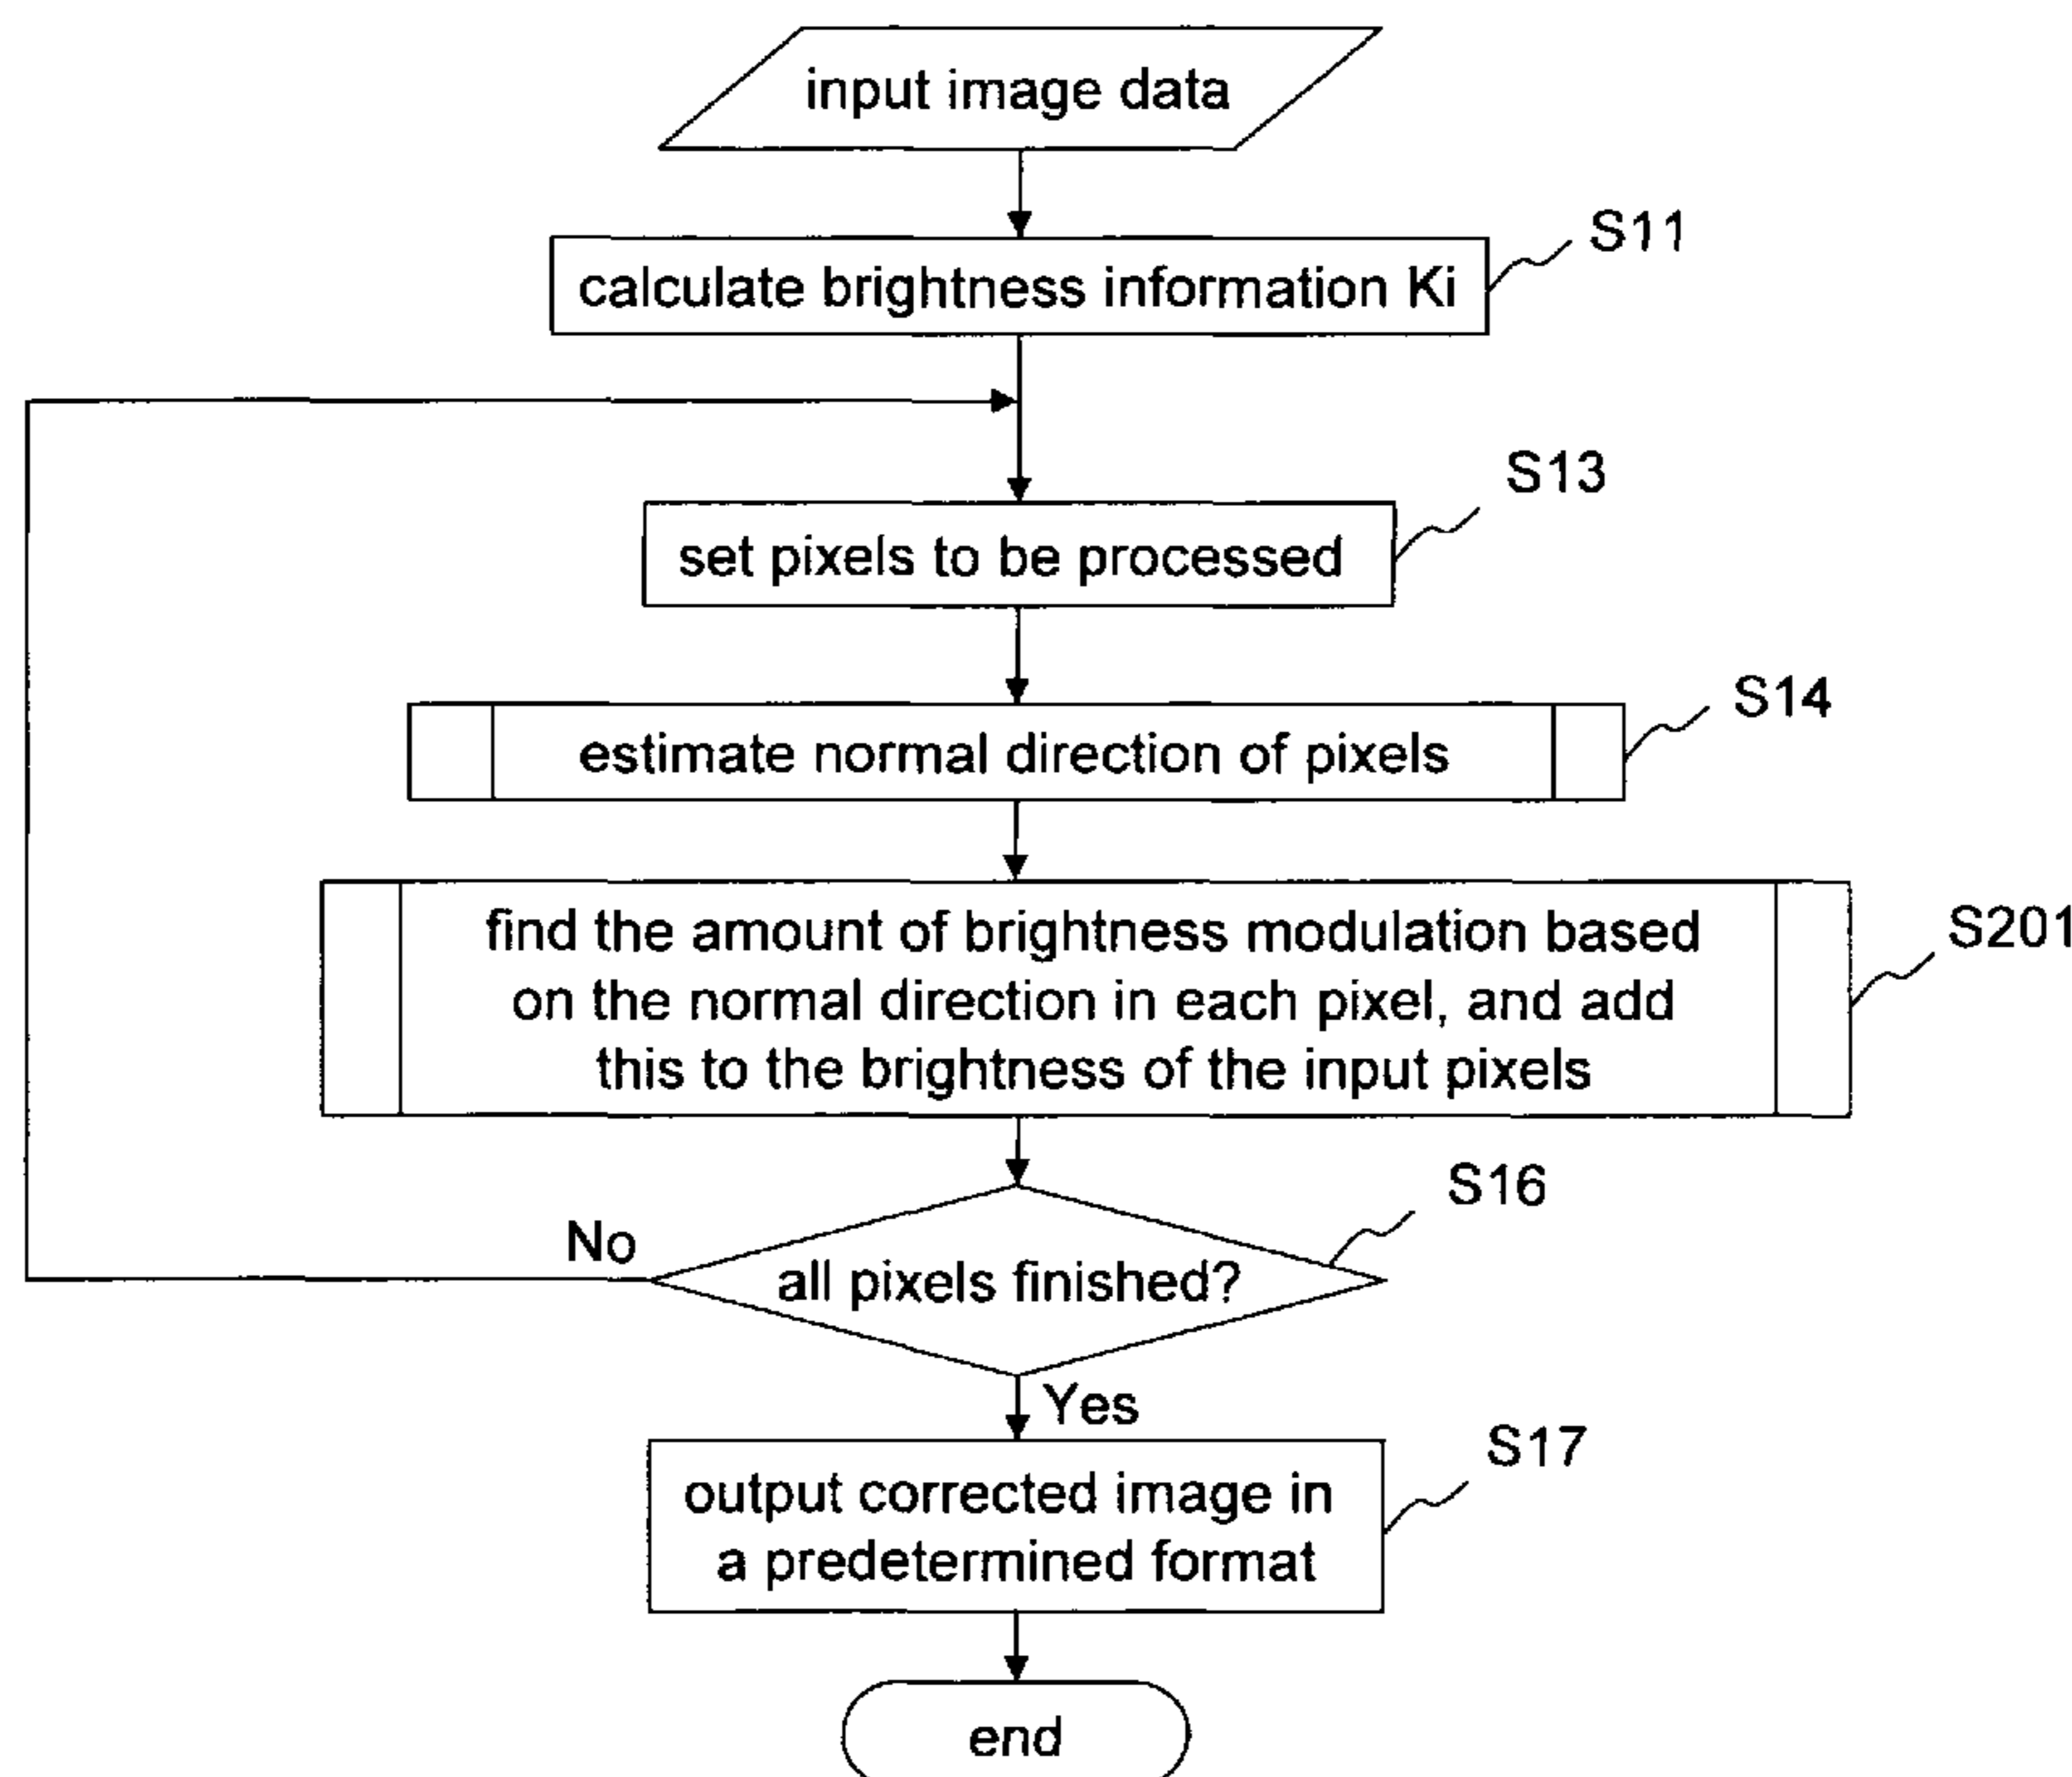 input image data
S11
calculate brightness information Ki
S13
set pixels to be processed
S14
estimate normal direction of pixels
S201
find the amount of brightness modulation based
on the normal direction in each pixel, and add
this to the brightness of the input pixels
S16
No
all pixels finished?
Yes
S17
output corrected image in
a predetermined format
end